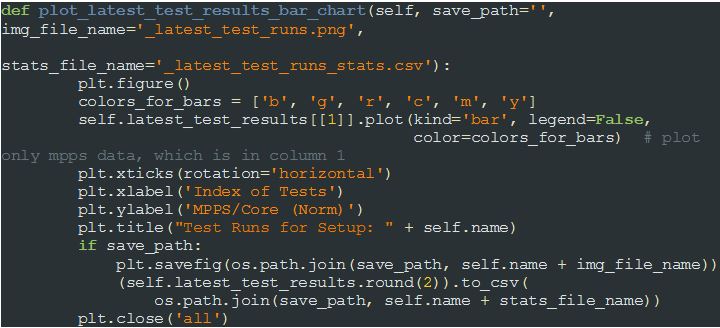 def plot_latest_test_results_bar_chart(self, save_path='',
img_file_name='_latest_test_runs.png',
stats_file_name='_latest_test_runs_stats.csv'):
        plt.figure()
        colors_for_bars = ['b', 'g', 'r', 'c', 'm', 'y']
        self.latest_test_results[[1]].plot(kind='bar', legend=False,
                                           color=colors_for_bars)  # plot
only mpps data, which is in column 1
        plt.xticks(rotation='horizontal')
        plt.xlabel('Index of Tests')
        plt.ylabel('MPPS/Core (Norm)')
        plt.title("Test Runs for Setup: " + self.name)
        if save_path:
            plt.savefig(os.path.join(save_path, self.name + img_file_name))
            (self.latest_test_results.round(2)).to_csv(
                os.path.join(save_path, self.name + stats_file_name))
        plt.close('all')